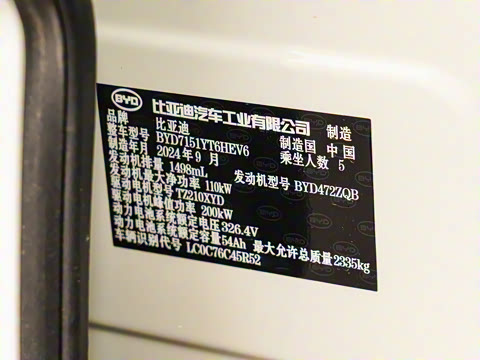 BYD 比亚迪汽车工业有限公司 制造
品牌 比亚迪 制造国 中国
整车型号 BYD7151YT6HEV6 乘坐人数 5
制造年月 2024年9月
发动机排量 1498mL 发动机型号 BYD472ZQB
发动机最大净功率 110kW
驱动电机型号 TZ210XYD
驱动电机峰值功率 200kW
动力电池系统额定电压 326.4V
动力电池系统额定容量 54Ah 最大允许总质量 2335kg
车辆识别代号 LC0C76C45R52